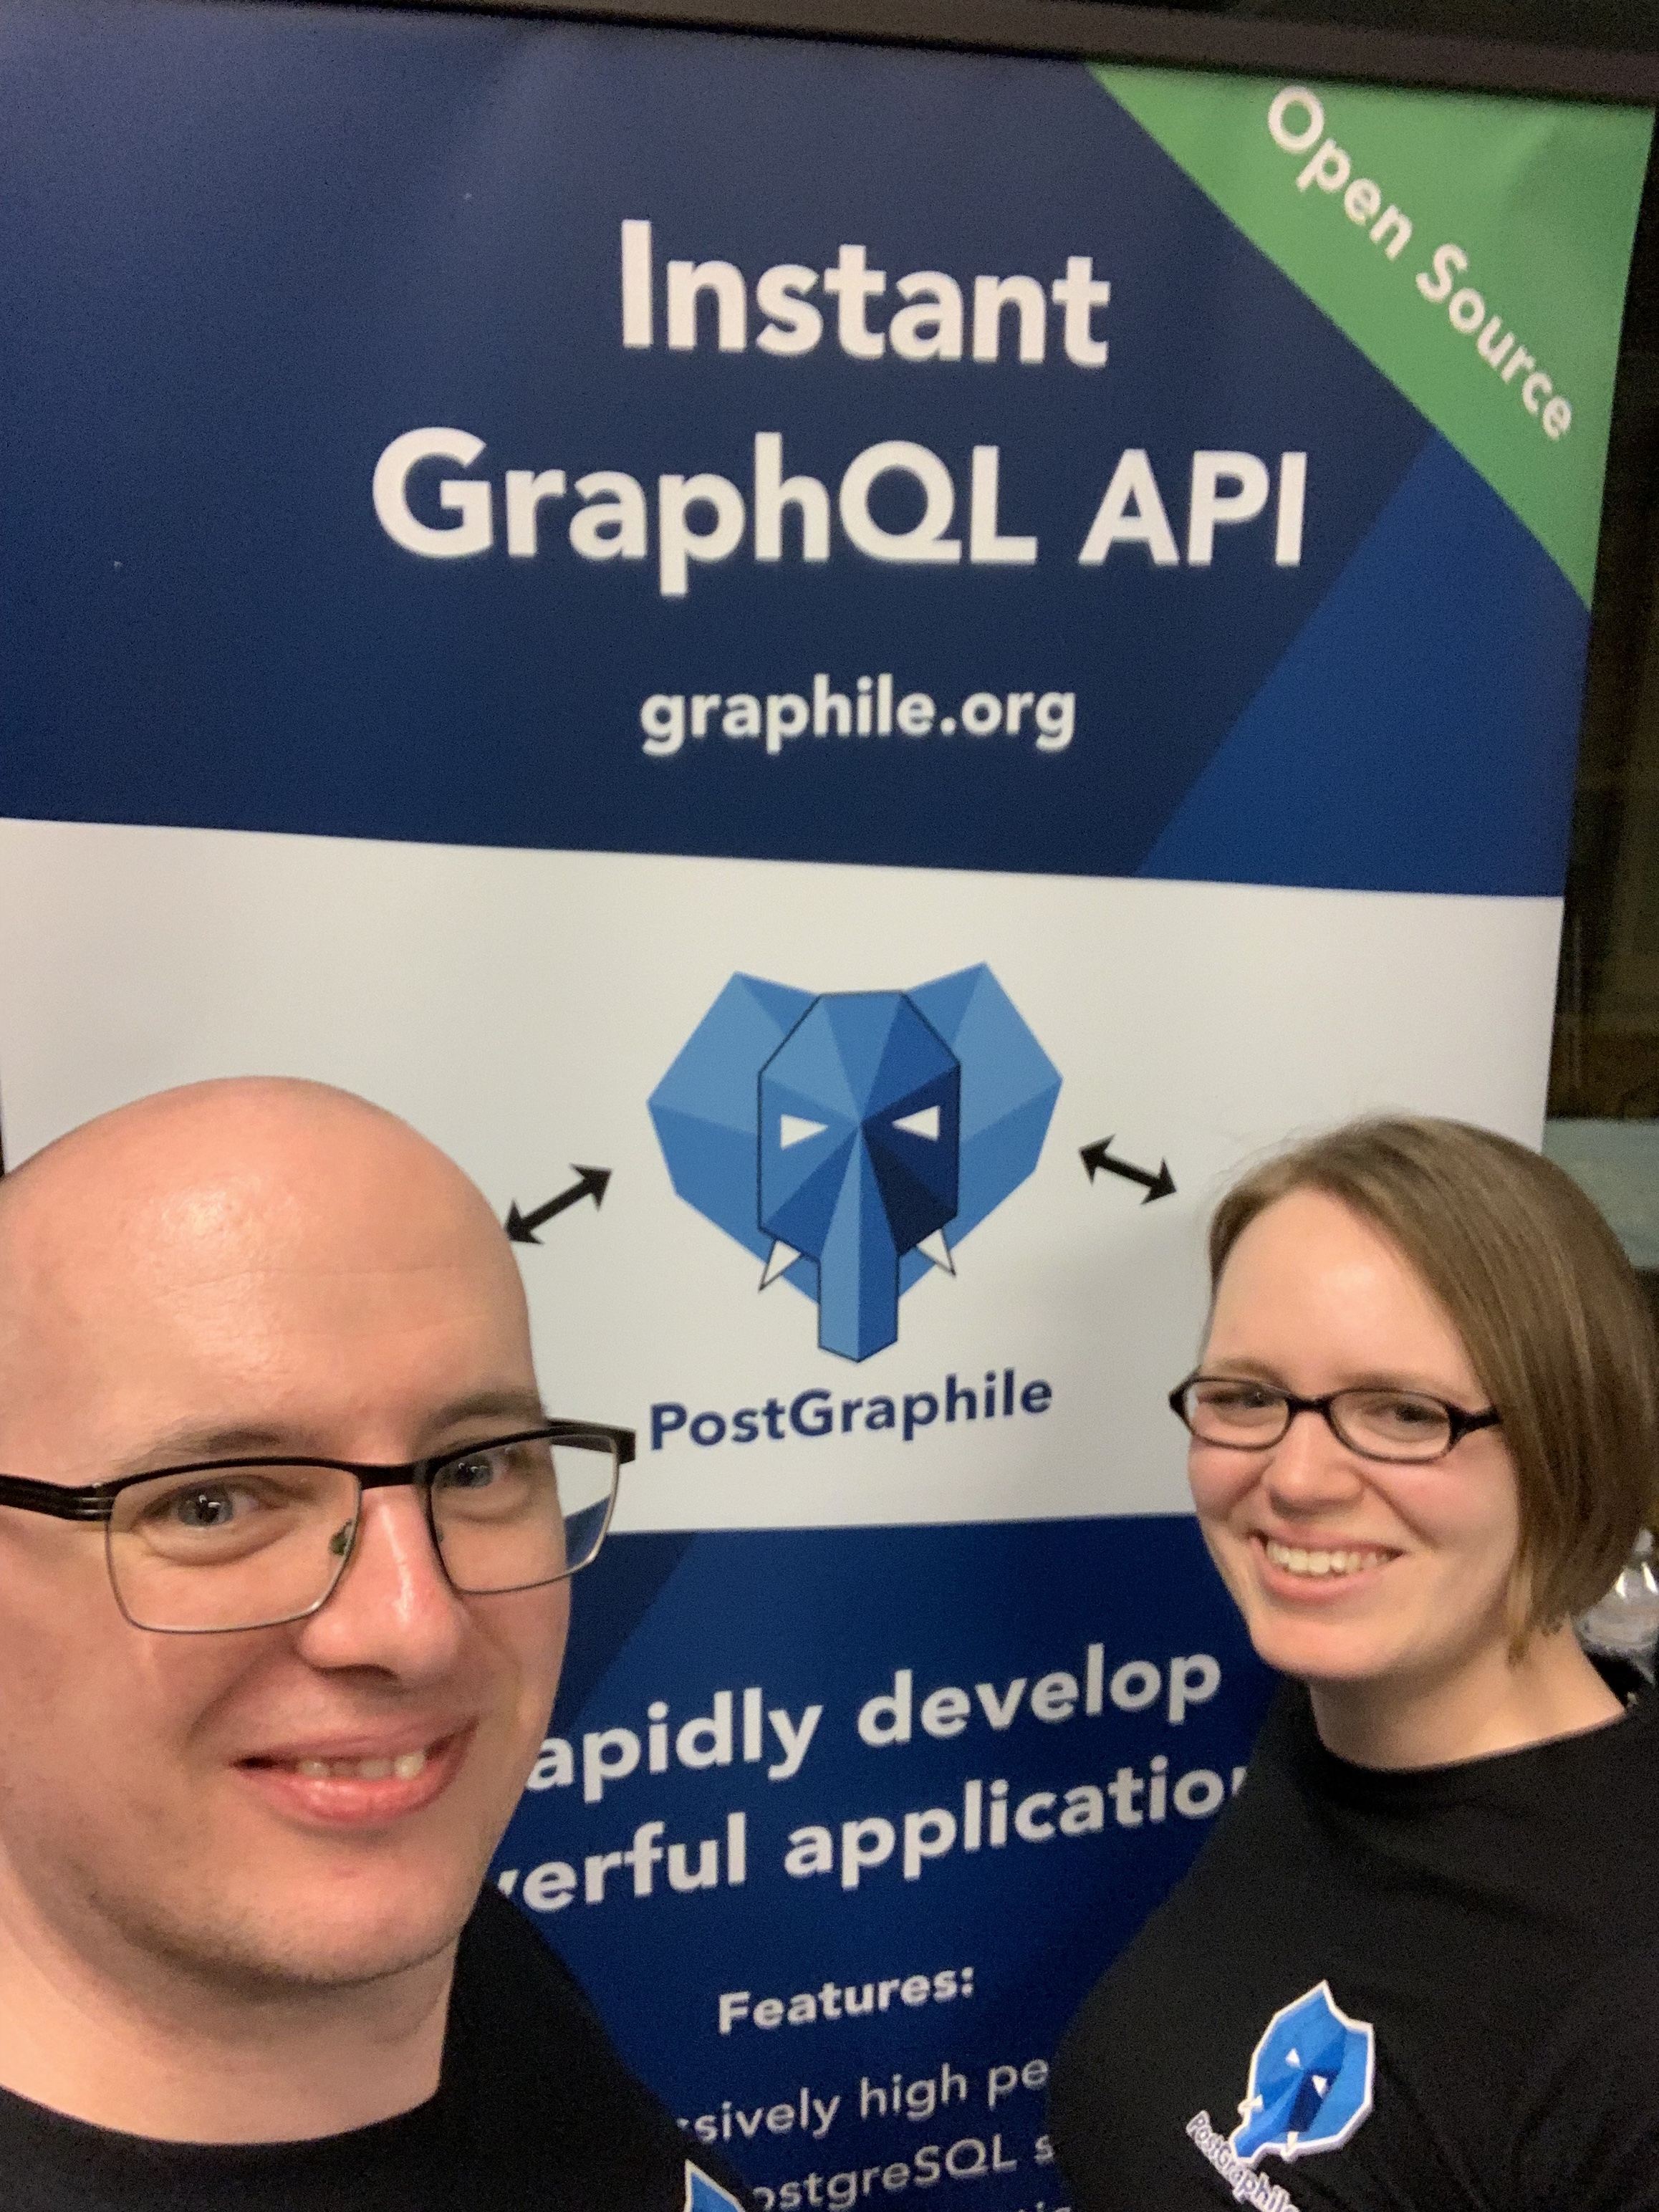 Open Source
Instant
GraphQL API
graphile.org
PostGraphile
apidly develop
erful applicatio
Features:
sively high pe
ostgreSQL s
PostGraphile